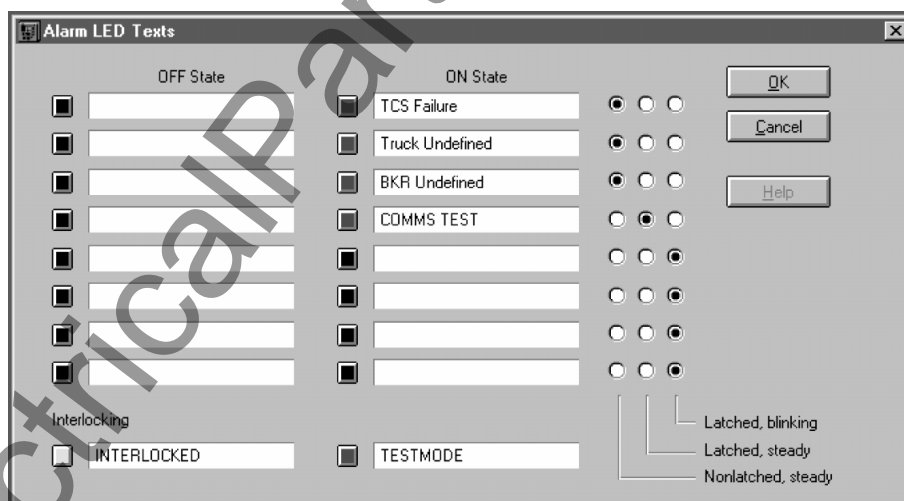 Alarm LED Texts
OFF State
ON State
OK
TCS Failure
Cancel
Truck Undefined
BKR Undefined
Help
COMMS TEST
Interlocking
INTERLOCKED
TESTMODE
Latched, blinking
Latched, steady
Nonlatched, steady